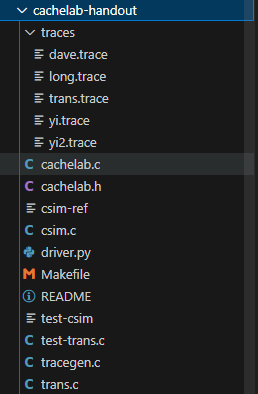 cachelab-handout
traces
dave.trace
long.trace
trans.trace
yi.trace
yi2.trace
C cachelab.c
C cachelab.h
csim-ref
C csim.c
driver.py
M Makefile
README
test-csim
C test-trans.c
C tracegen.c
C trans.c